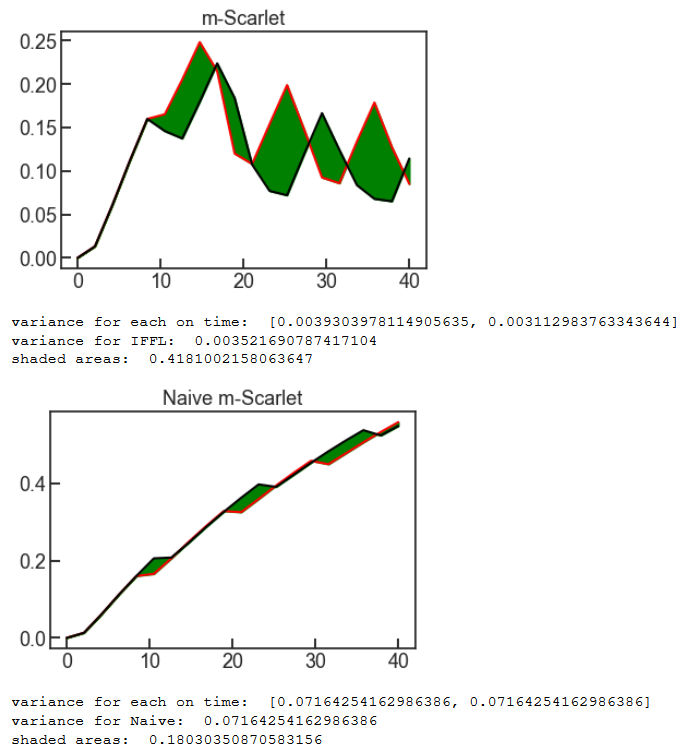 m-Scarlet
0.25
0.20
0.15
0.10
0.05
0.00
0 10 20 30 40
variance for each on time:  [0.0039303978114905635, 0.003112983763343644]
variance for IFFL:  0.003521690787417104
shaded areas:  0.4181002158063647
Naive m-Scarlet
0.4
0.2
0.0
0 10 20 30 40
variance for each on time:  [0.07164254162986386, 0.07164254162986386]
variance for Naive:  0.07164254162986386
shaded areas:  0.18030350870583156